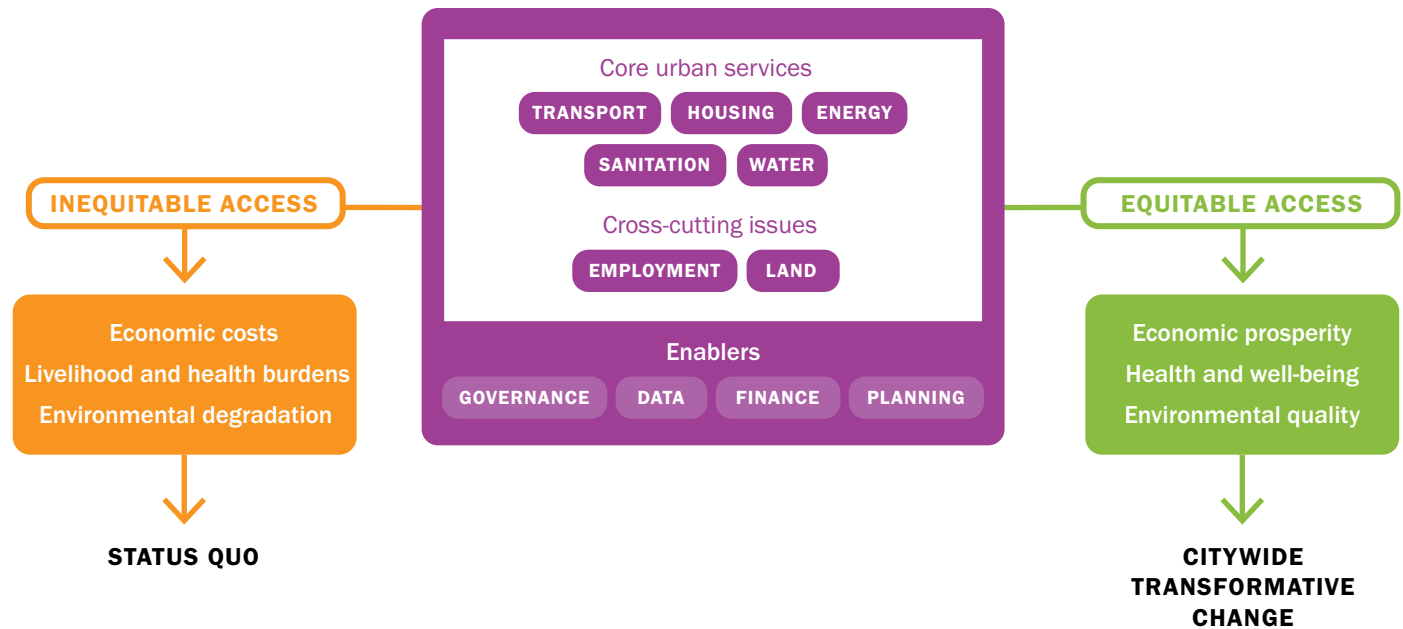 Core urban services
TRANSPORT HOUSING ENERGY
SANITATION WATER
Cross-cutting issues
EMPLOYMENT LAND
Enablers
GOVERNANCE DATA FINANCE PLANNING
INEQUITABLE ACCESS
Economic costs
Livelihood and health burdens
Environmental degradation
STATUS QUO
EQUITABLE ACCESS
Economic prosperity
Health and well-being
Environmental quality
CITYWIDE
TRANSFORMATIVE
CHANGE